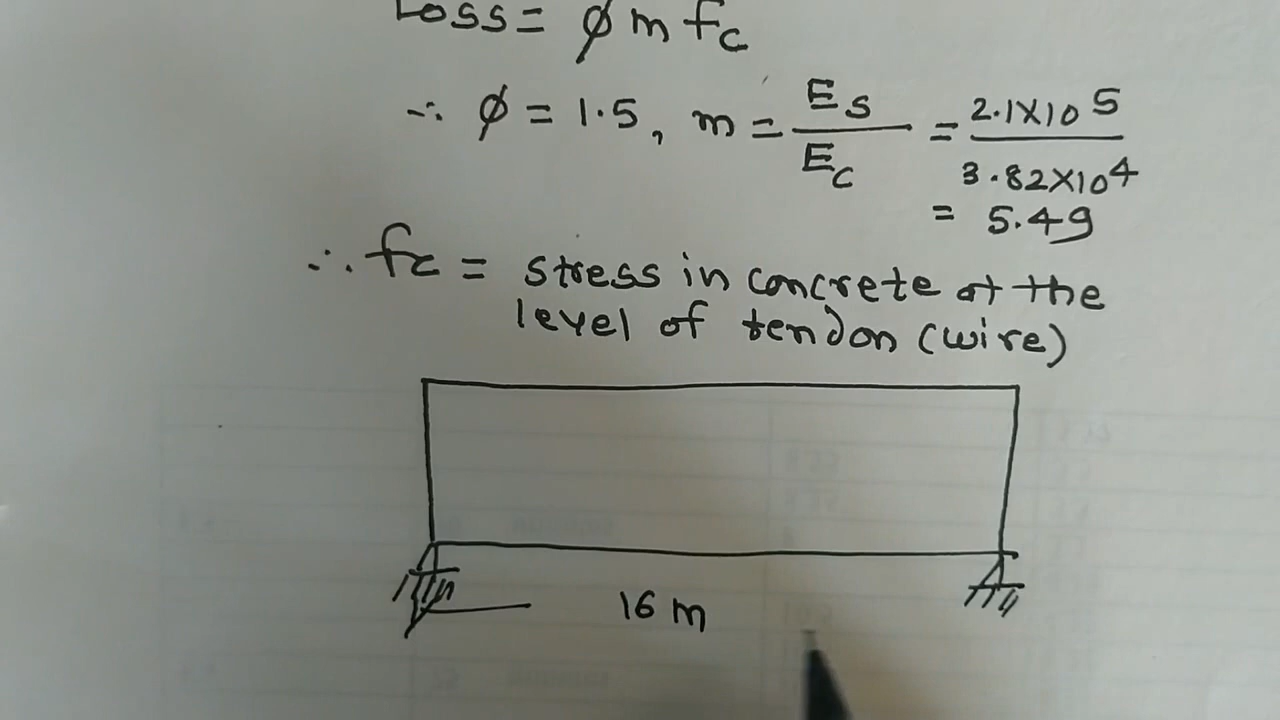 Loss = ϕ m fc
∴ ϕ = 1.5, m = Es/Ec = 2.1×10^5/3.82×10^4
= 5.49
∴ fc = stress in concrete at the
level of tendon (wire)
16 m